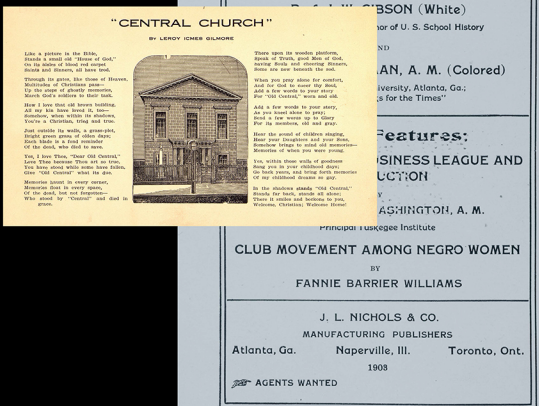 "CENTRAL CHURCH"
BY LEROY ICMES GILMORE
Like a picture in the Bible,
Stands a small old "House of God,"
On its aisles of blood red carpet
Saints and Sinners, all have trod.
Through its gates, like those of Heaven,
Multitudes of Christians pass—
Up the steps of ghostly memories,
March God's soldiers to their task.
How I love that old brown building,
All my kin have loved it, too—
Somehow, when within its shadows,
You're a Christian, tried and true.
Just outside its walls, a grass-plot,
Bright green grass of olden days;
Each blade is a fond reminder
Of the dead, who died to save.
Yes, I love Thee, "Dear Old Central,"
Love Thee because Thou art so true,
You have stood while some have fallen,
Give "Old Central" what its due.
Memories haunt in every corner,
Memories float in every space,
Of the dead, but not forgotten—
Who stood by "Central" and died in
grace.
There upon its wooden platform,
Speak of Truth, good Men of God,
Saving Souls and cheering Sinners,
Some are now beneath the sod.
When you pray alone for comfort,
And for God to succor thy Soul,
Add a few words to your story
For "Old Central," worn and old.
Add a few words to your story,
As you kneel alone to pray;
Send a few words up to Glory
For its members, old and gray.
Hear the gospel of children singing,
Hear your Daughters and your Sons,
Somehow brings to mind old memories—
Memories of when you were young.
Yes, within those walls of goodness
Sang you in your childhood days;
Go back years, and bring forth memories
Of my childhood dreams so gay.
In the shadows stands "Old Central,"
Stands far back, stands all alone;
There it smiles and beckons to you,
Welcome, Christian; Welcome Home!
GIBSON (White)
or of U. S. School History
ND
AN, A. M. (Colored)
iversity, Atlanta, Ga.;
s for the Times"
Features:
SINESS LEAGUE AND
UCTION
Y
ASHINGTON, A. M.
Principal Tuskegee Institute
CLUB MOVEMENT AMONG NEGRO WOMEN
BY
FANNIE BARRIER WILLIAMS
J. L. NICHOLS & CO.
MANUFACTURING PUBLISHERS
Atlanta, Ga. Naperville, Ill. Toronto, Ont.
1903
AGENTS WANTED